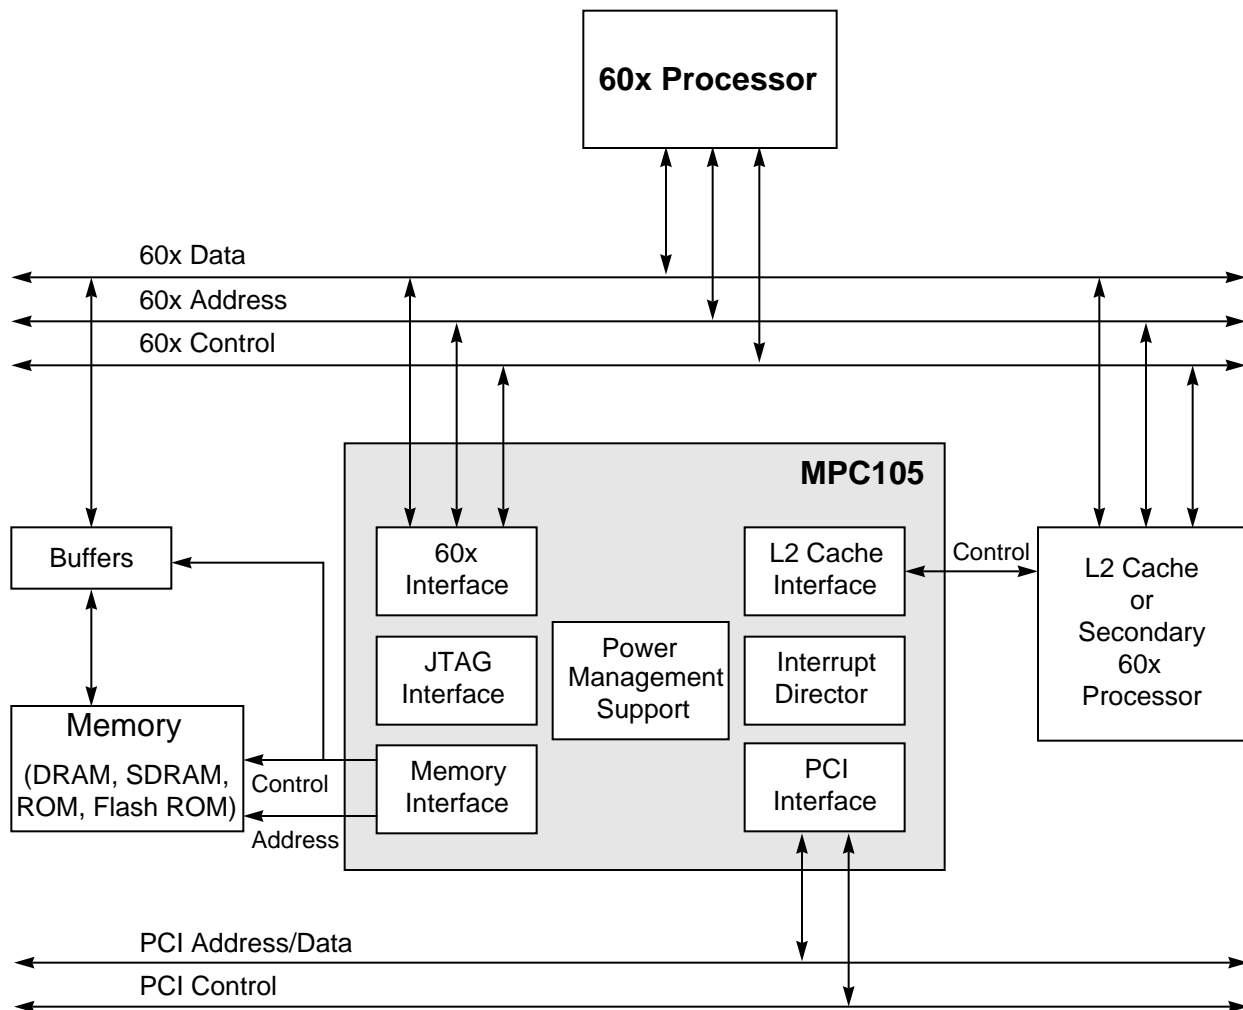 60x Processor
60x Data
60x Address
60x Control
MPC105
Buffers
60x
Interface
L2 Cache
Interface
Control
L2 Cache
or
Secondary
60x
Processor
JTAG
Interface
Power
Management
Support
Interrupt
Director
Memory
(DRAM, SDRAM,
ROM, Flash ROM)
Control
Address
Memory
Interface
PCI
Interface
PCI Address/Data
PCI Control